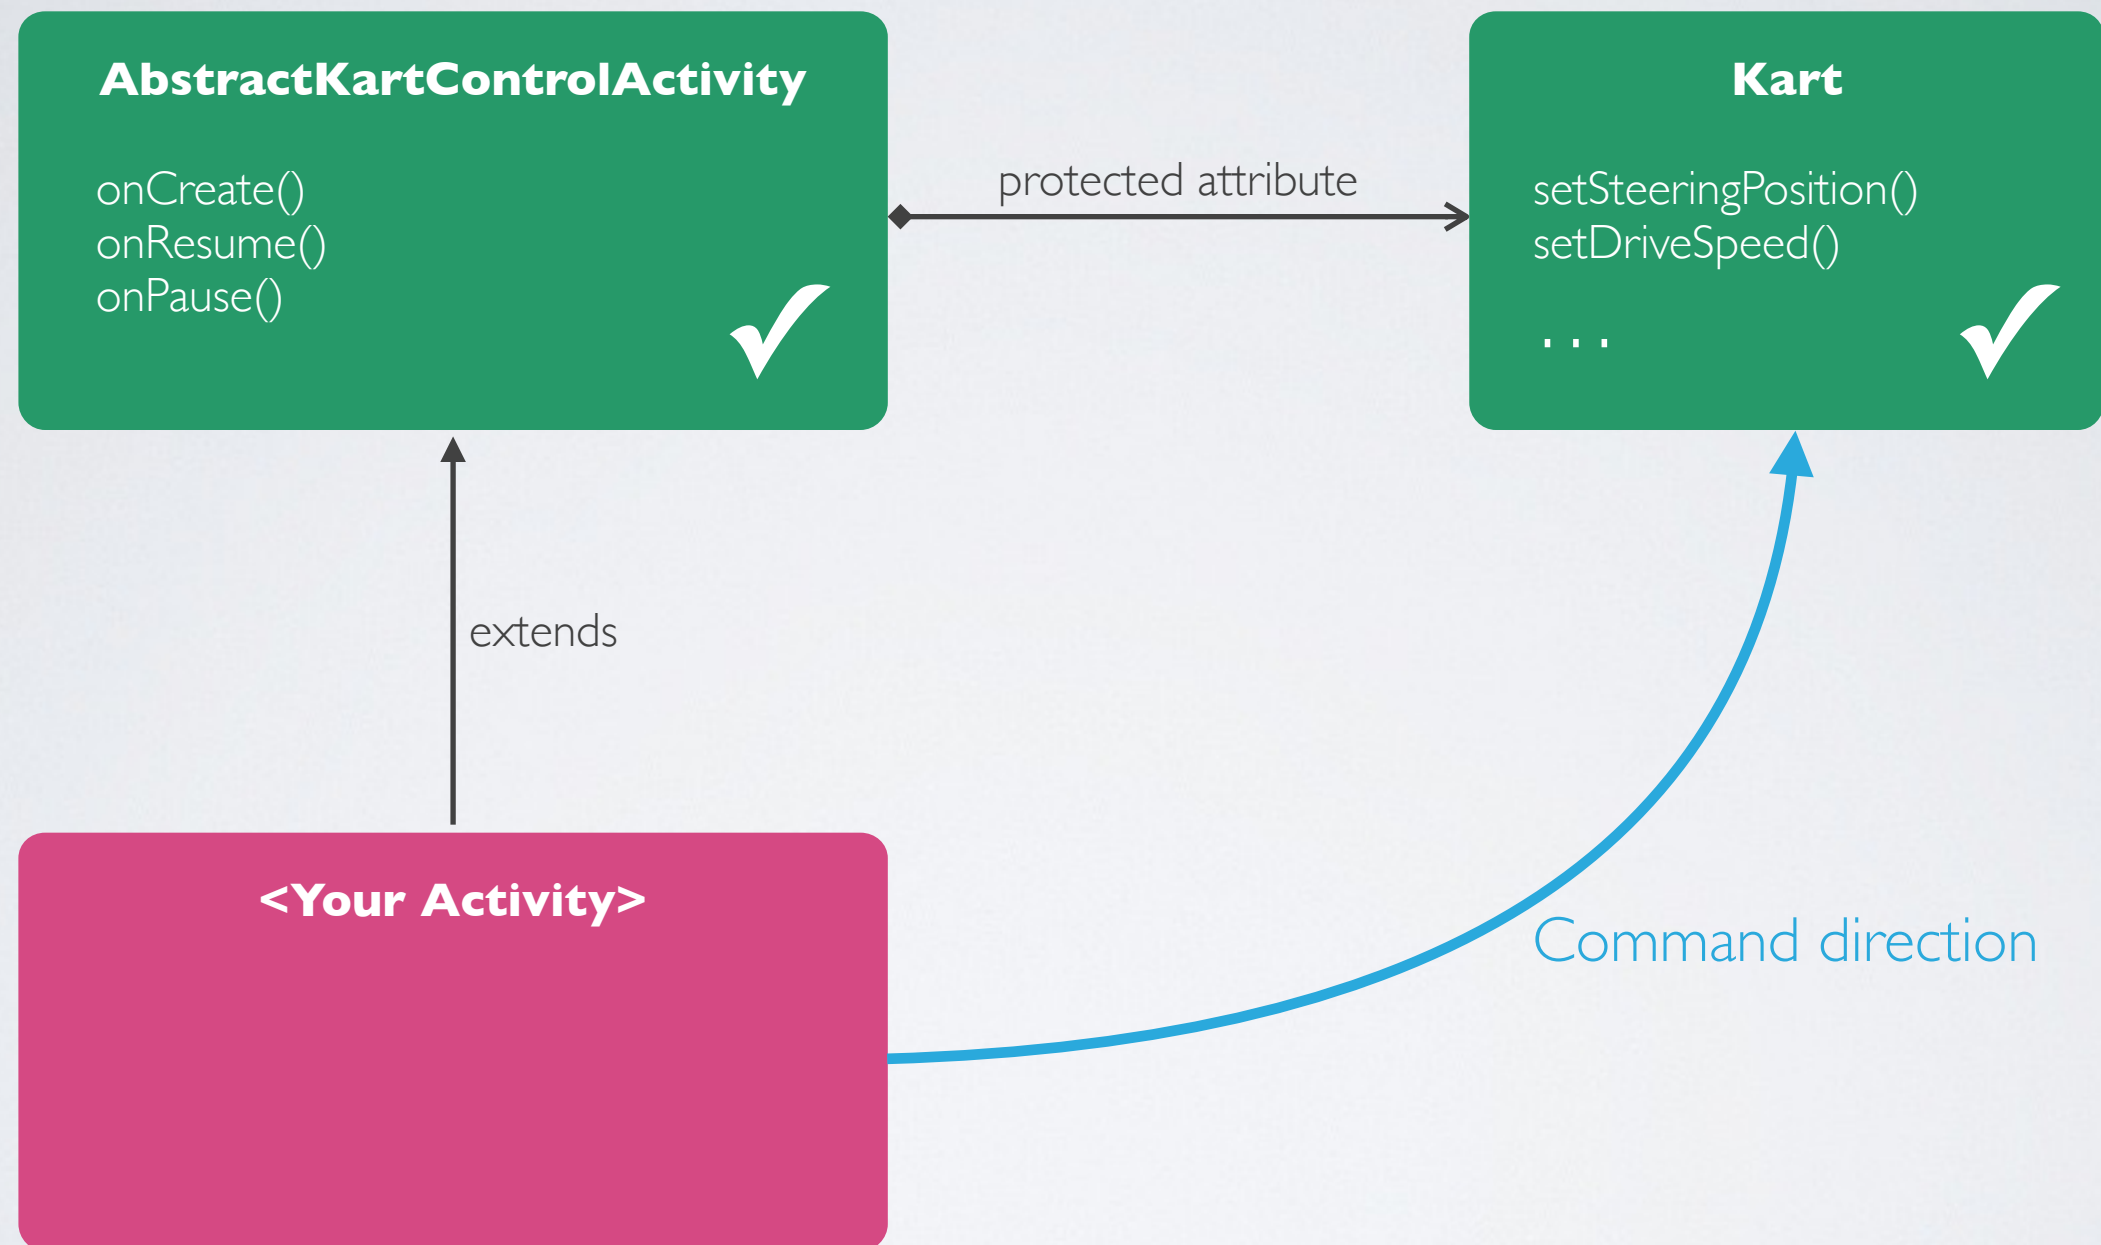 AbstractKartControlActivity
onCreate()
onResume()
onPause()
protected attribute
Kart
setSteeringPosition()
setDriveSpeed()
...
extends
<Your Activity>
Command direction